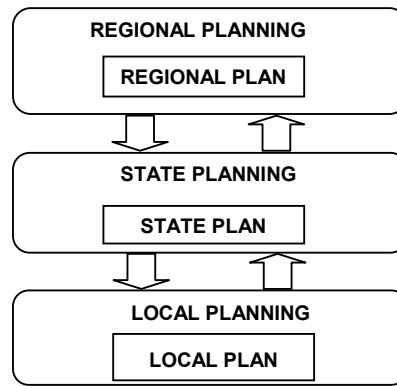 REGIONAL PLANNING
REGIONAL PLAN
STATE PLANNING
STATE PLAN
LOCAL PLANNING
LOCAL PLAN